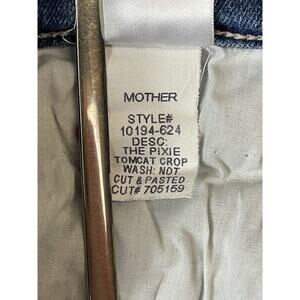 MOTHER
STYLE#
10194-624
DESC:
THE PIXIE
TOMCAT CROP
WASH: NOT
CUT & PASTED
CUT# 705159